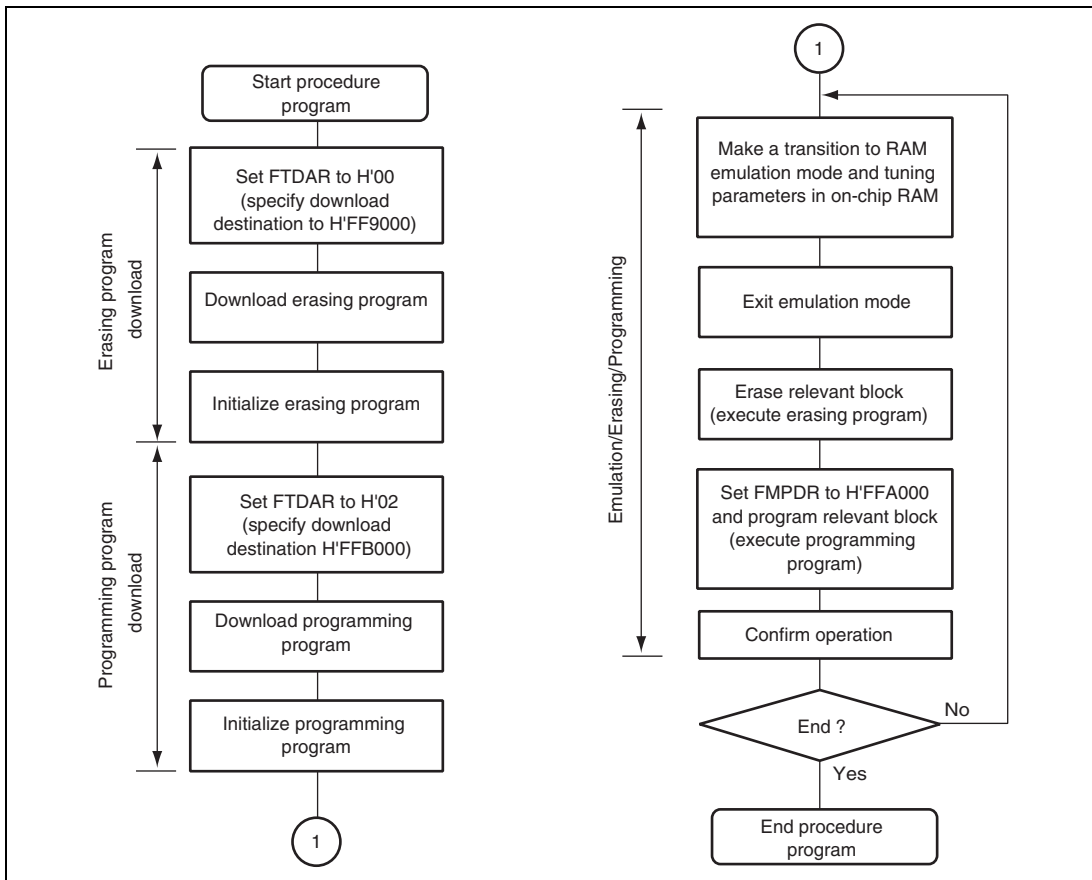 Start procedure
program
Erasing program
download
Set FTDAR to H'00
(specify download
destination to H'FF9000)
Download erasing program
Initialize erasing program
Programming program
download
Set FTDAR to H'02
(specify download
destination H'FFB000)
Download programming
program
Initialize programming
program
1
1
Emulation/Erasing/Programming
Make a transition to RAM
emulation mode and tuning
parameters in on-chip RAM
Exit emulation mode
Erase relevant block
(execute erasing program)
Set FMPDR to H'FFA000
and program relevant block
(execute programming
program)
Confirm operation
End ?
No
Yes
End procedure
program